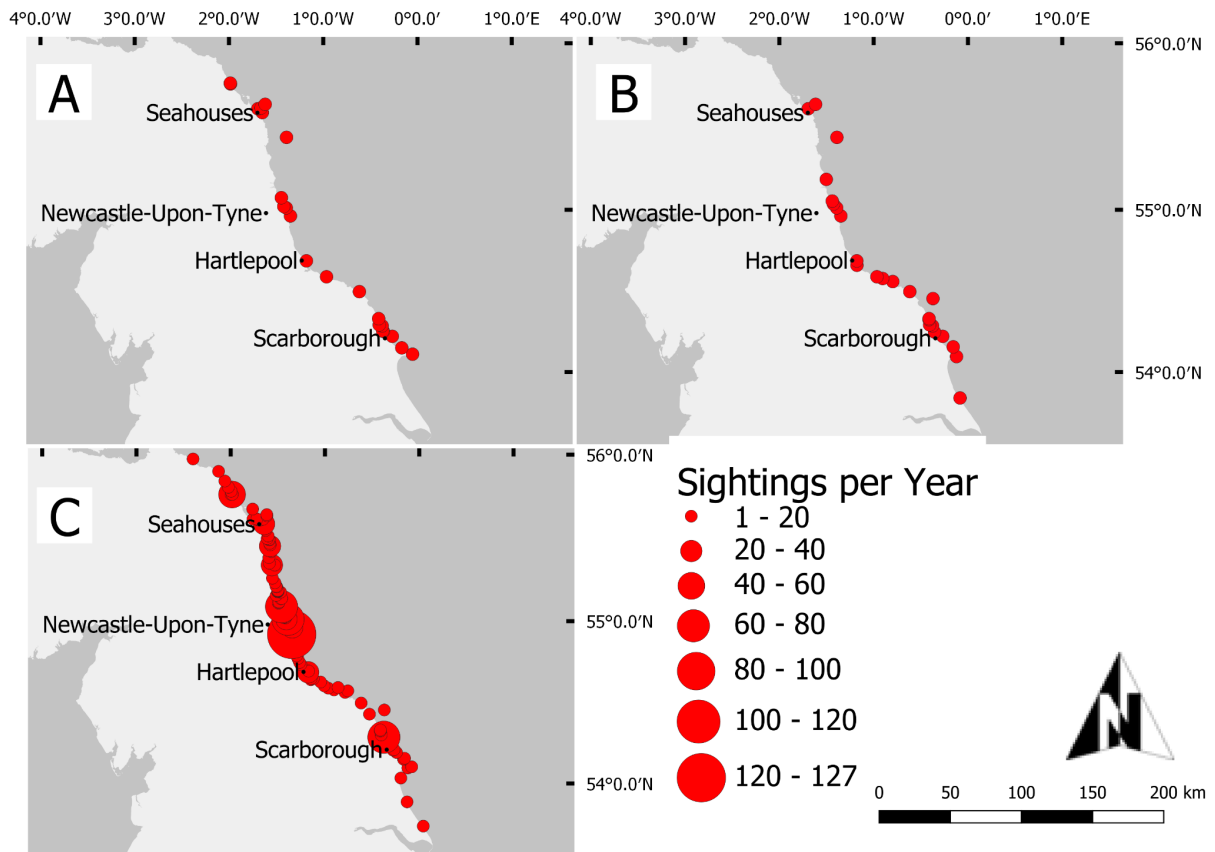 4°0.0′ 3°0.0′ 2°0.0′ 1°0.0′ 0°0.0′ 4°0.0′ 3°0.0′ 2°0.0′ 1°0.0′ 0°0.0′ 1°0.0′E
A
B
56°0.0′N
Seahouses
Seahouses
Newcastle-Upon-Tyne
Newcastle-Upon-Tyne
55°0.0′N
Hartlepool
Hartlepool
Scarborough
Scarborough
54°0.0′N
C
56°0.0′N
Seahouses
Newcastle-Upon-Tyne
55°0.0′N
Hartlepool
Scarborough
54°0.0′N
Sightings per Year
1 - 20
20 - 40
40 - 60
60 - 80
80 - 100
100 - 120
120 - 127
N
0 50 100 150 200 km